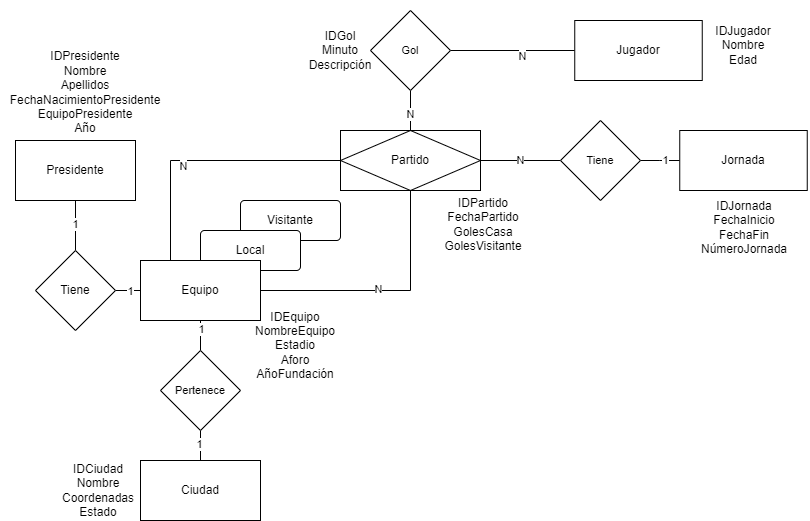 IDPresidente
Nombre
Apellidos
FechaNacimientoPresidente
EquipoPresidente
Año
Presidente
1
Tiene
1
IDGol
Minuto
Descripción
Gol
N
Jugador
IDJugador
Nombre
Edad
N
Partido
N
N
Tiene
1
Jornada
IDPartido
FechaPartido
GolesCasa
GolesVisitante
IDJornada
FechaInicio
FechaFin
NúmeroJornada
Visitante
Local
Equipo
N
IDEquipo
NombreEquipo
Estadio
Aforo
AñoFundación
1
Pertenece
1
IDCiudad
Nombre
Coordenadas
Estado
Ciudad